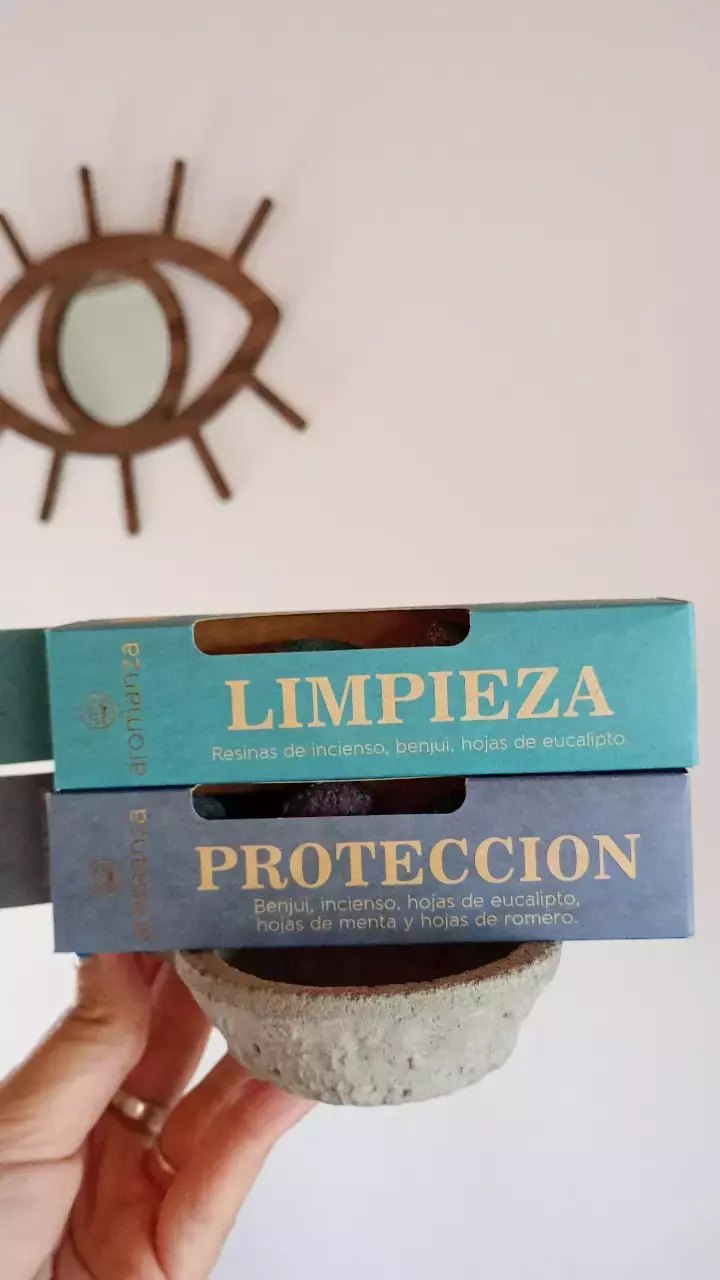 aromanza
LIMPIEZA
Resinas de incienso, benjui, hojas de eucalipto
aromanza
PROTECCION
Benjui, incienso, hojas de eucalipto,
hojas de menta y hojas de romero.